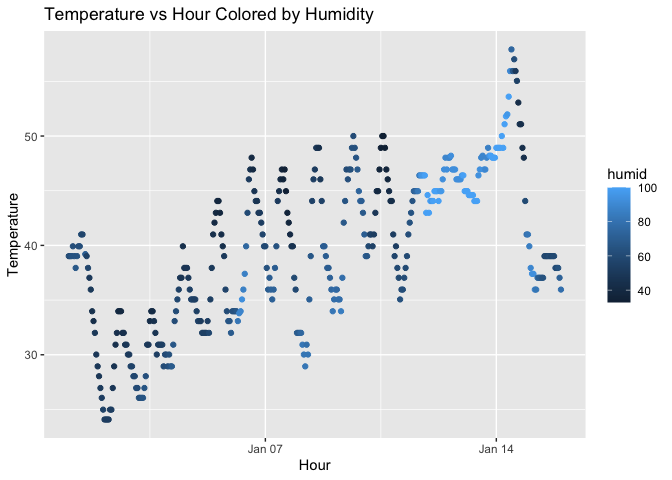 Temperature vs Hour Colored by Humidity
50
40
30
Temperature
Jan 07
Jan 14
Hour
humid
100
80
60
40